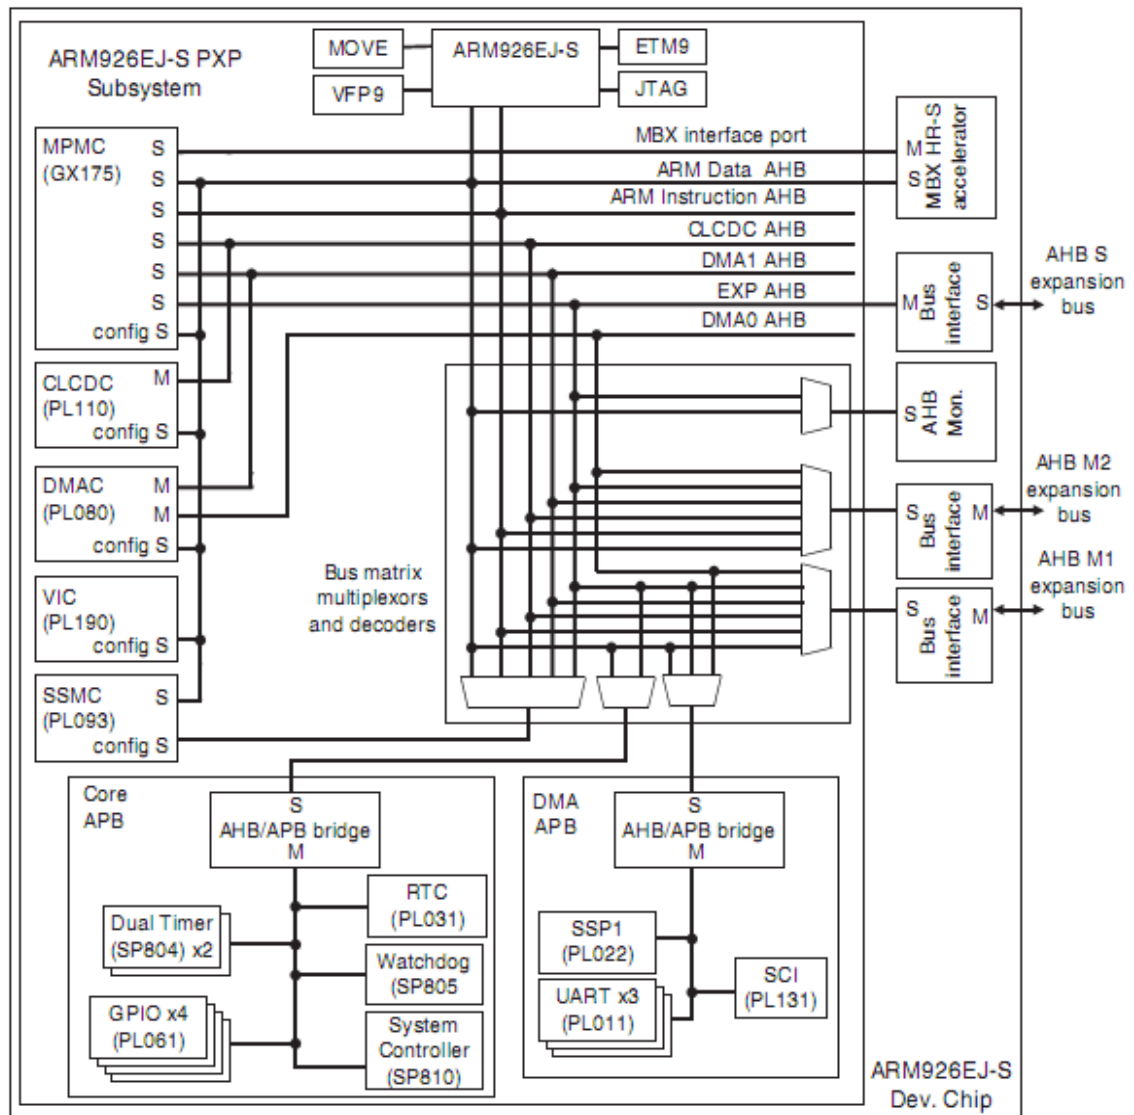 ARM926EJ-S PXP
Subsystem
MOVE
VFP9
ARM926EJ-S
ETM9
JTAG
MPMC
(GX175)
S
S
S
S
S
S
config S
MBX interface port
ARM Data AHB
ARM Instruction AHB
CLCDC AHB
DMA1 AHB
EXP AHB
DMA0 AHB
M
S
MBX HR-S
accelerator
M
Bus
interface
S
AHB S
expansion
bus
CLCDC
(PL110)
M
config S
S
AHB
Mon.
DMAC
(PL080)
M
M
config S
S
Bus
interface
M
AHB M2
expansion
bus
VIC
(PL190)
config S
Bus matrix
multiplexors
and decoders
S
Bus
interface
M
AHB M1
expansion
bus
SSMC
(PL093)
S
config S
Core
APB
S
AHB/APB bridge
M
RTC
(PL031)
Dual Timer
(SP804) x2
Watchdog
(SP805
GPIO x4
(PL061)
System
Controller
(SP810)
DMA
APB
S
AHB/APB bridge
M
SSP1
(PL022)
SCI
(PL131)
UART x3
(PL011)
ARM926EJ-S
Dev. Chip